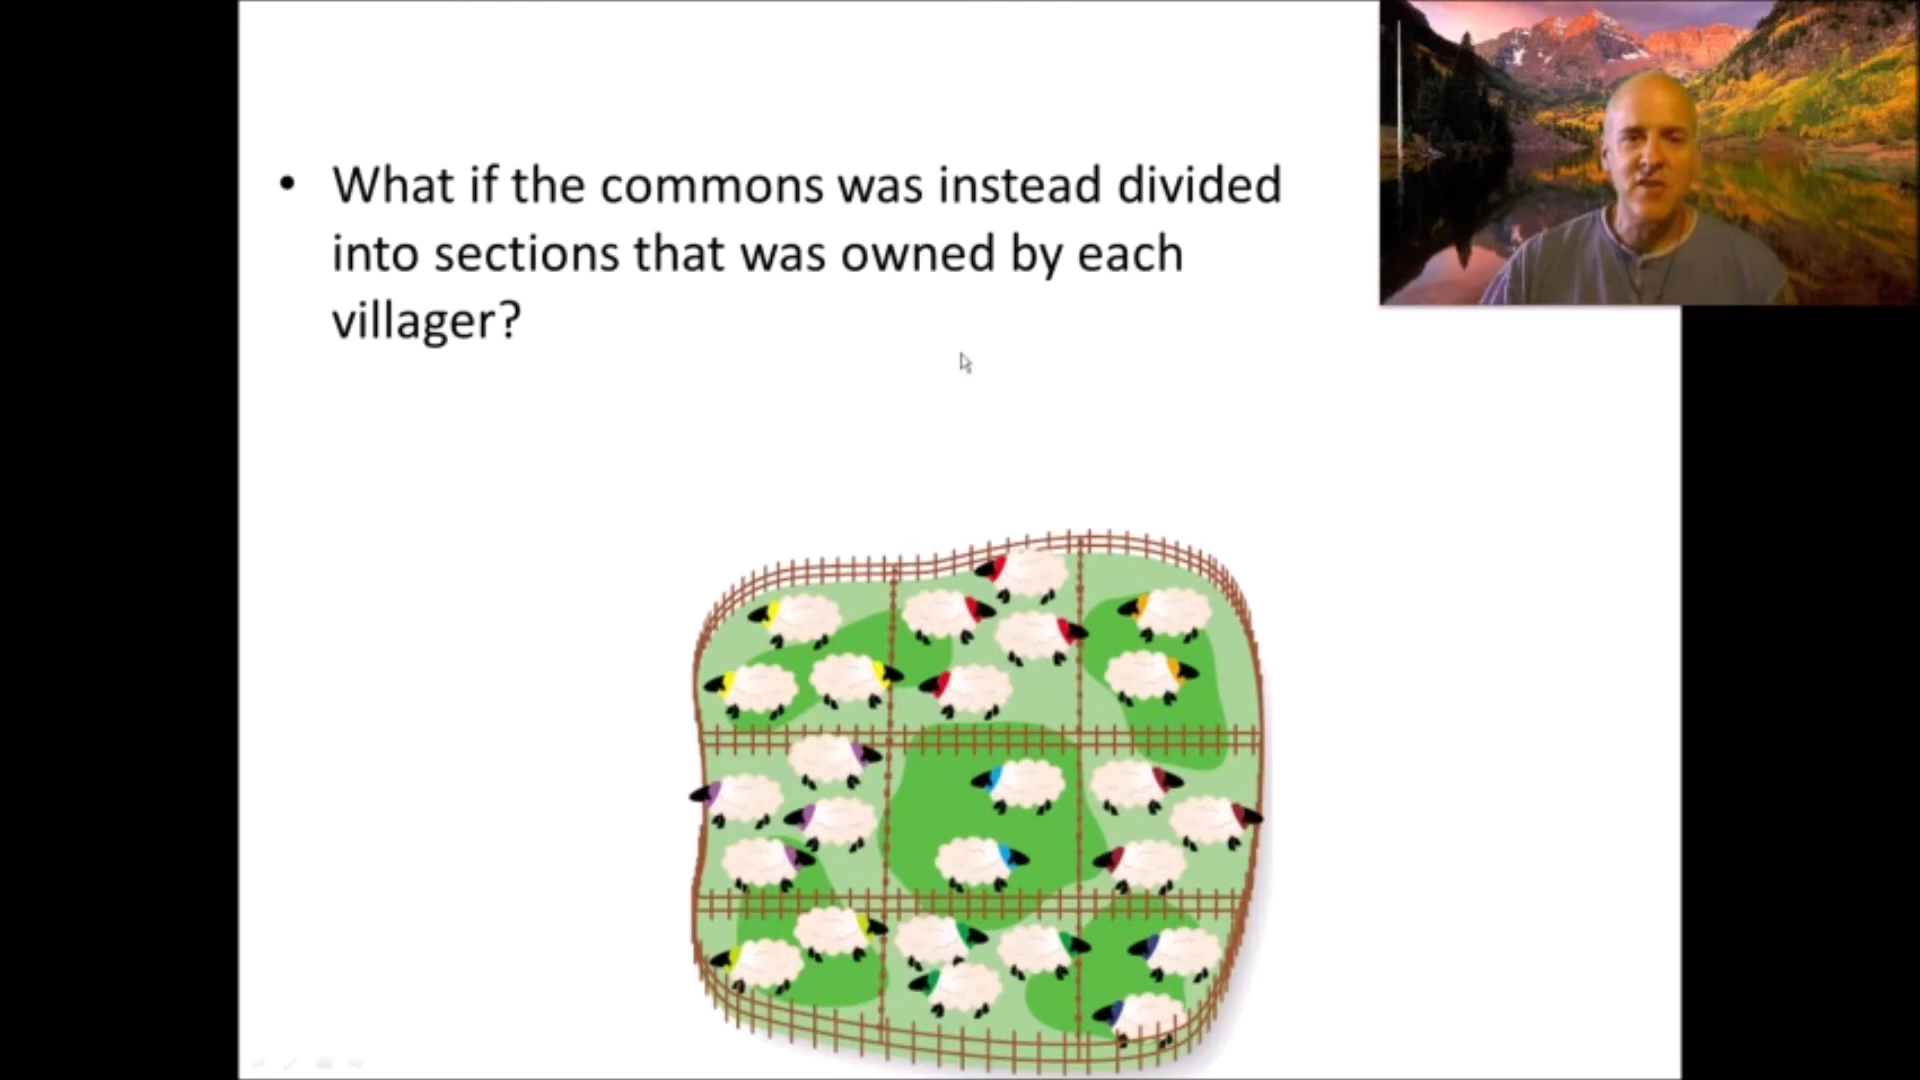 • What if the commons was instead divided
into sections that was owned by each
villager?